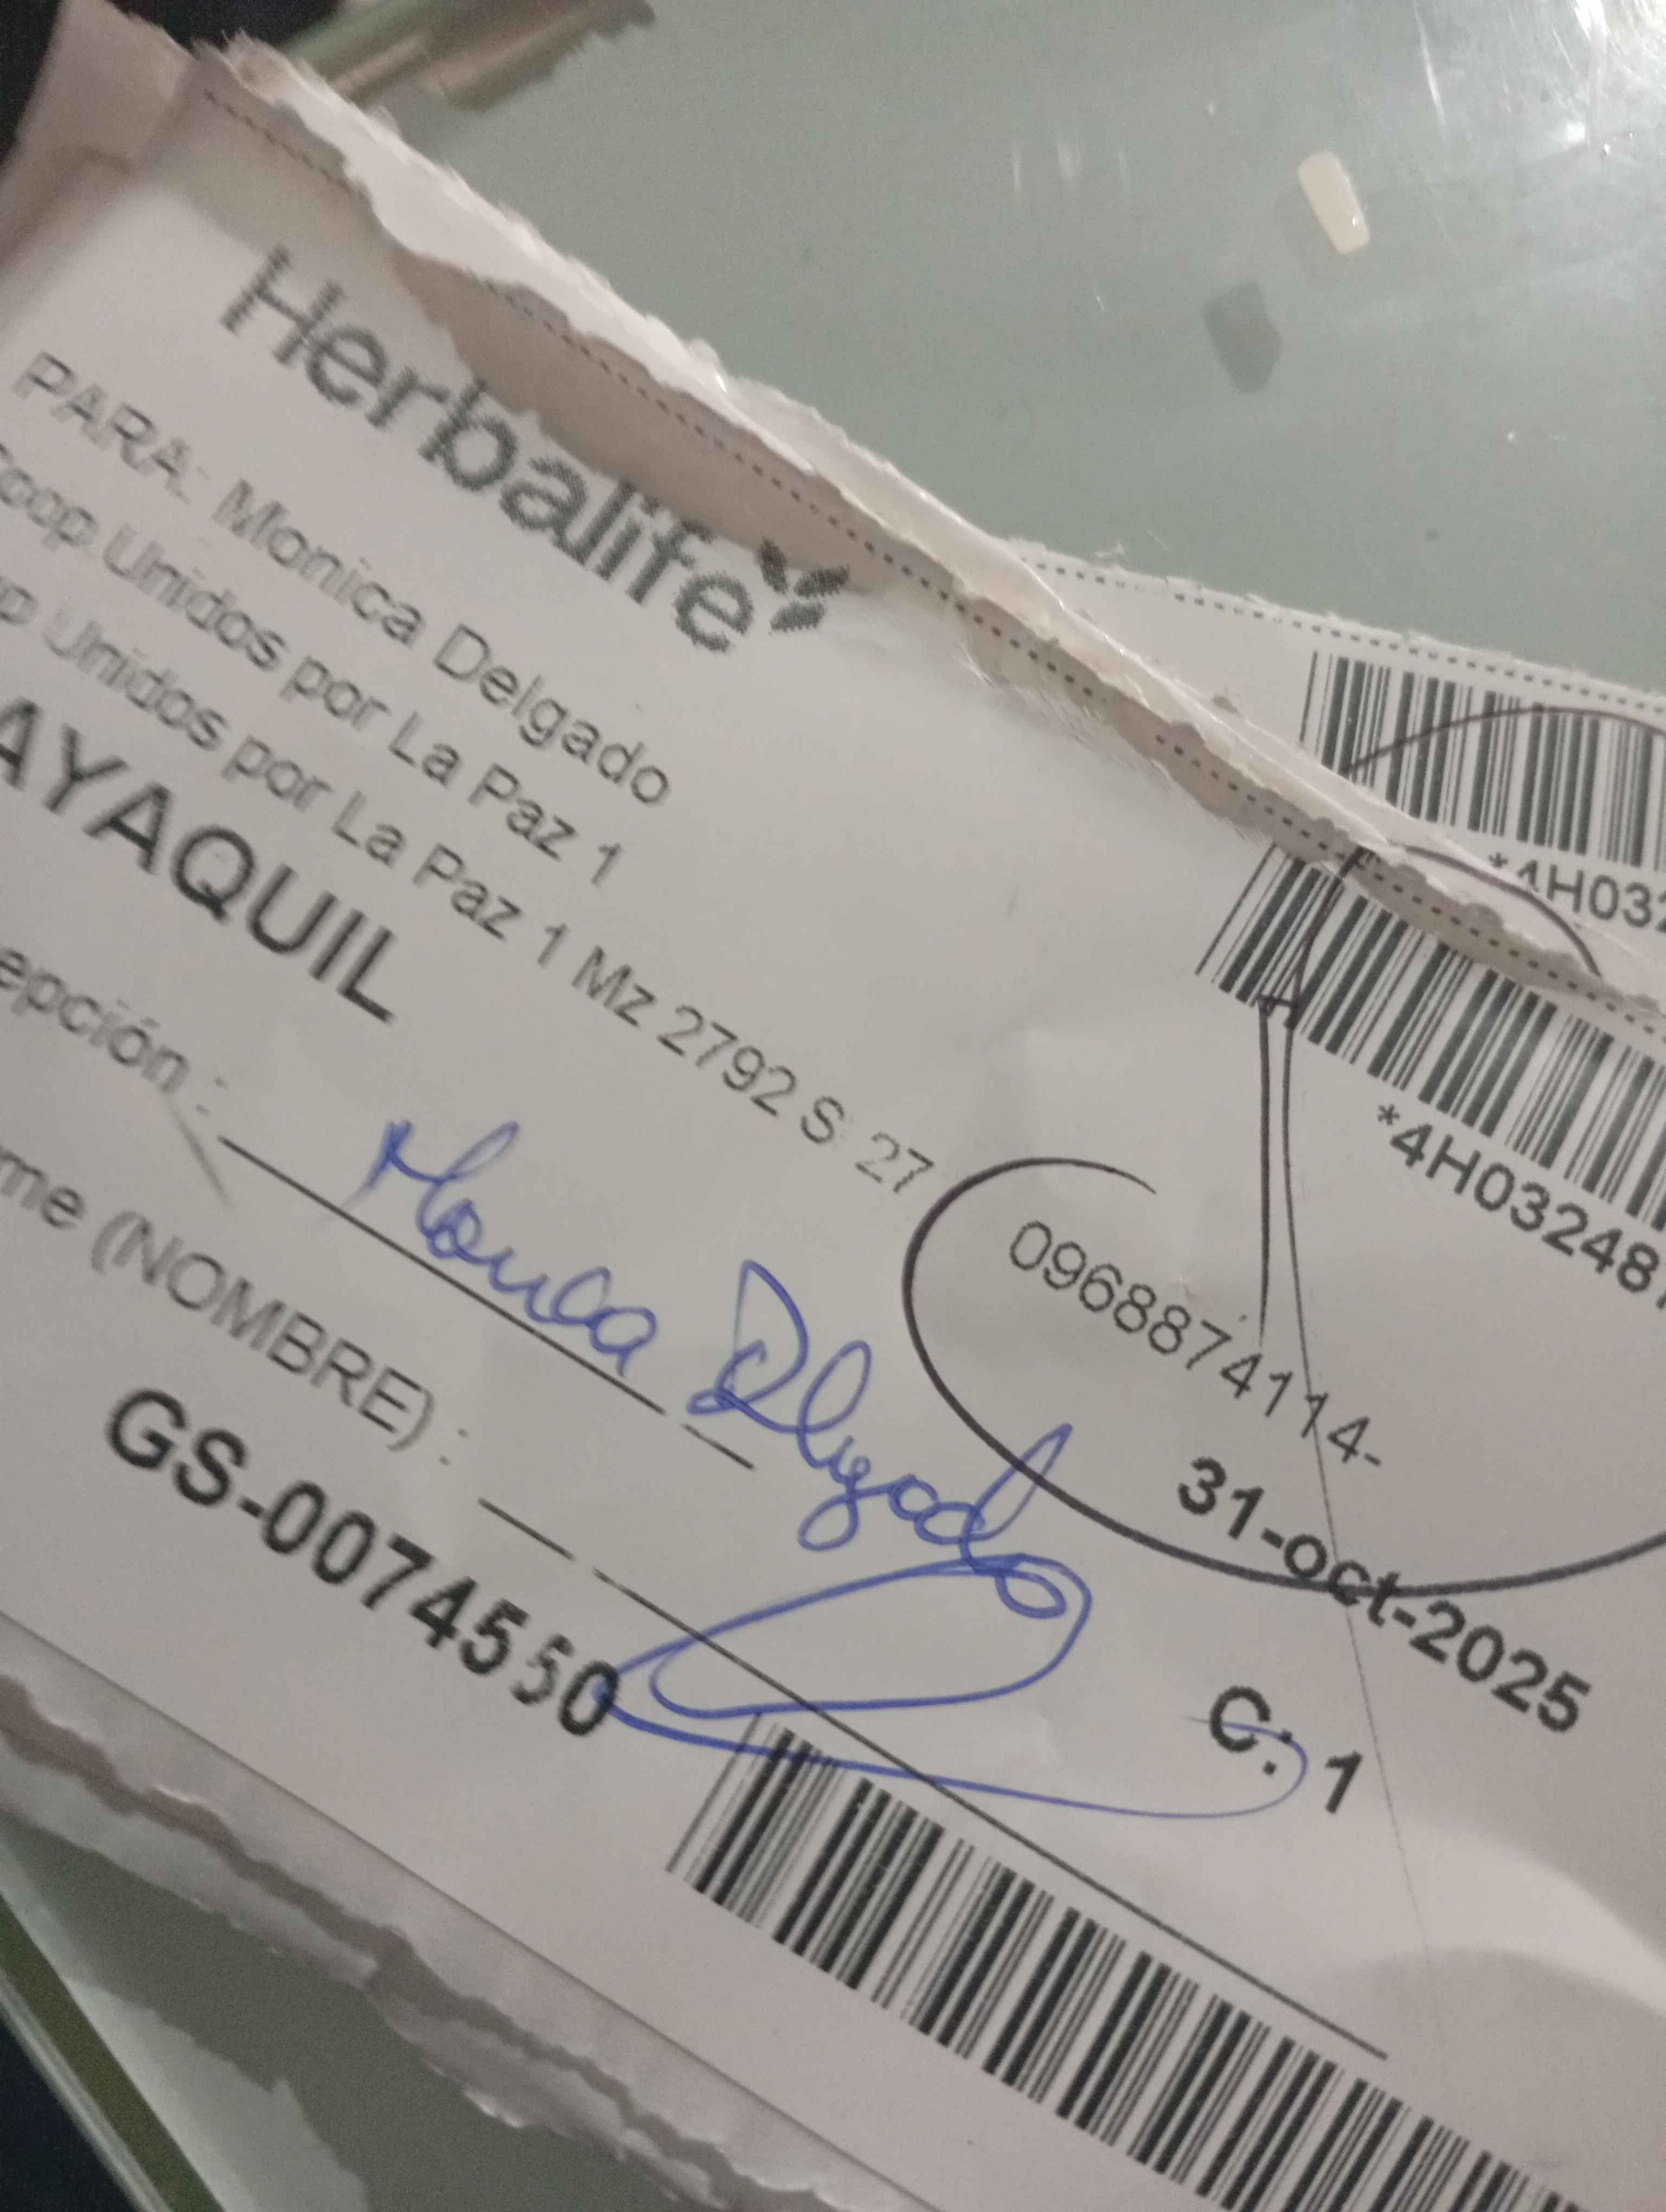 Herbalife
PARA: Monica Delgado
Coop Unidos por La Paz 1
Unidos por La Paz 1 Mz 2792 S 27
AYAQUIL
epción :
Monica Delgado
0968874114-
31-oct-2025
me (NOMBRE) :
GS-0074550
C: 1
*4H032
*4H03248